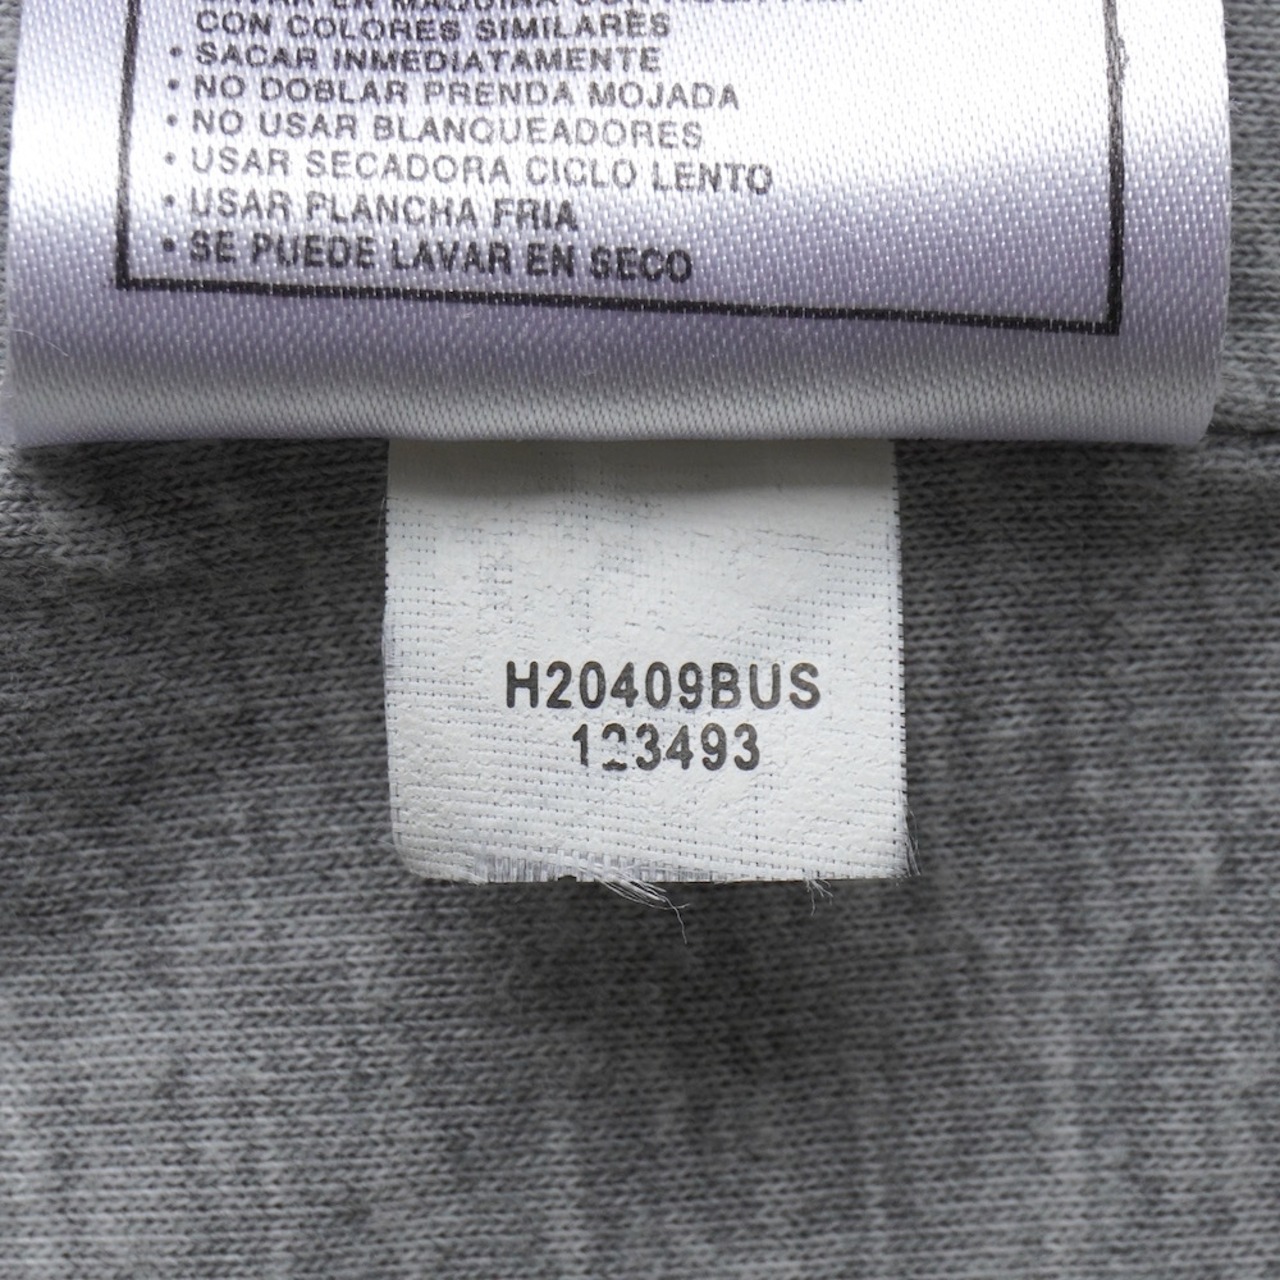 CON COLORES SIMILARES
• SACAR INMEDIATAMENTE
• NO DOBLAR PRENDA MOJADA
• NO USAR BLANQUEADORES
• USAR SECADORA CICLO LENTO
• USAR PLANCHA FRIA
• SE PUEDE LAVAR EN SECO
H20409BUS
123493